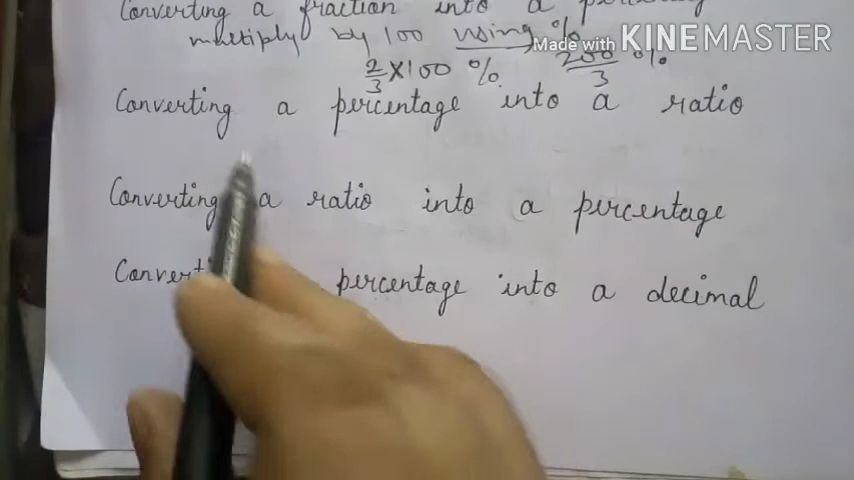 Converting a fraction into a
multiply by 100 using %
Made with KINEMASTER
2/3 × 100 % 200/3 %
Converting a percentage into a ratio
Converting a ratio into a percentage
percentage into a decimal